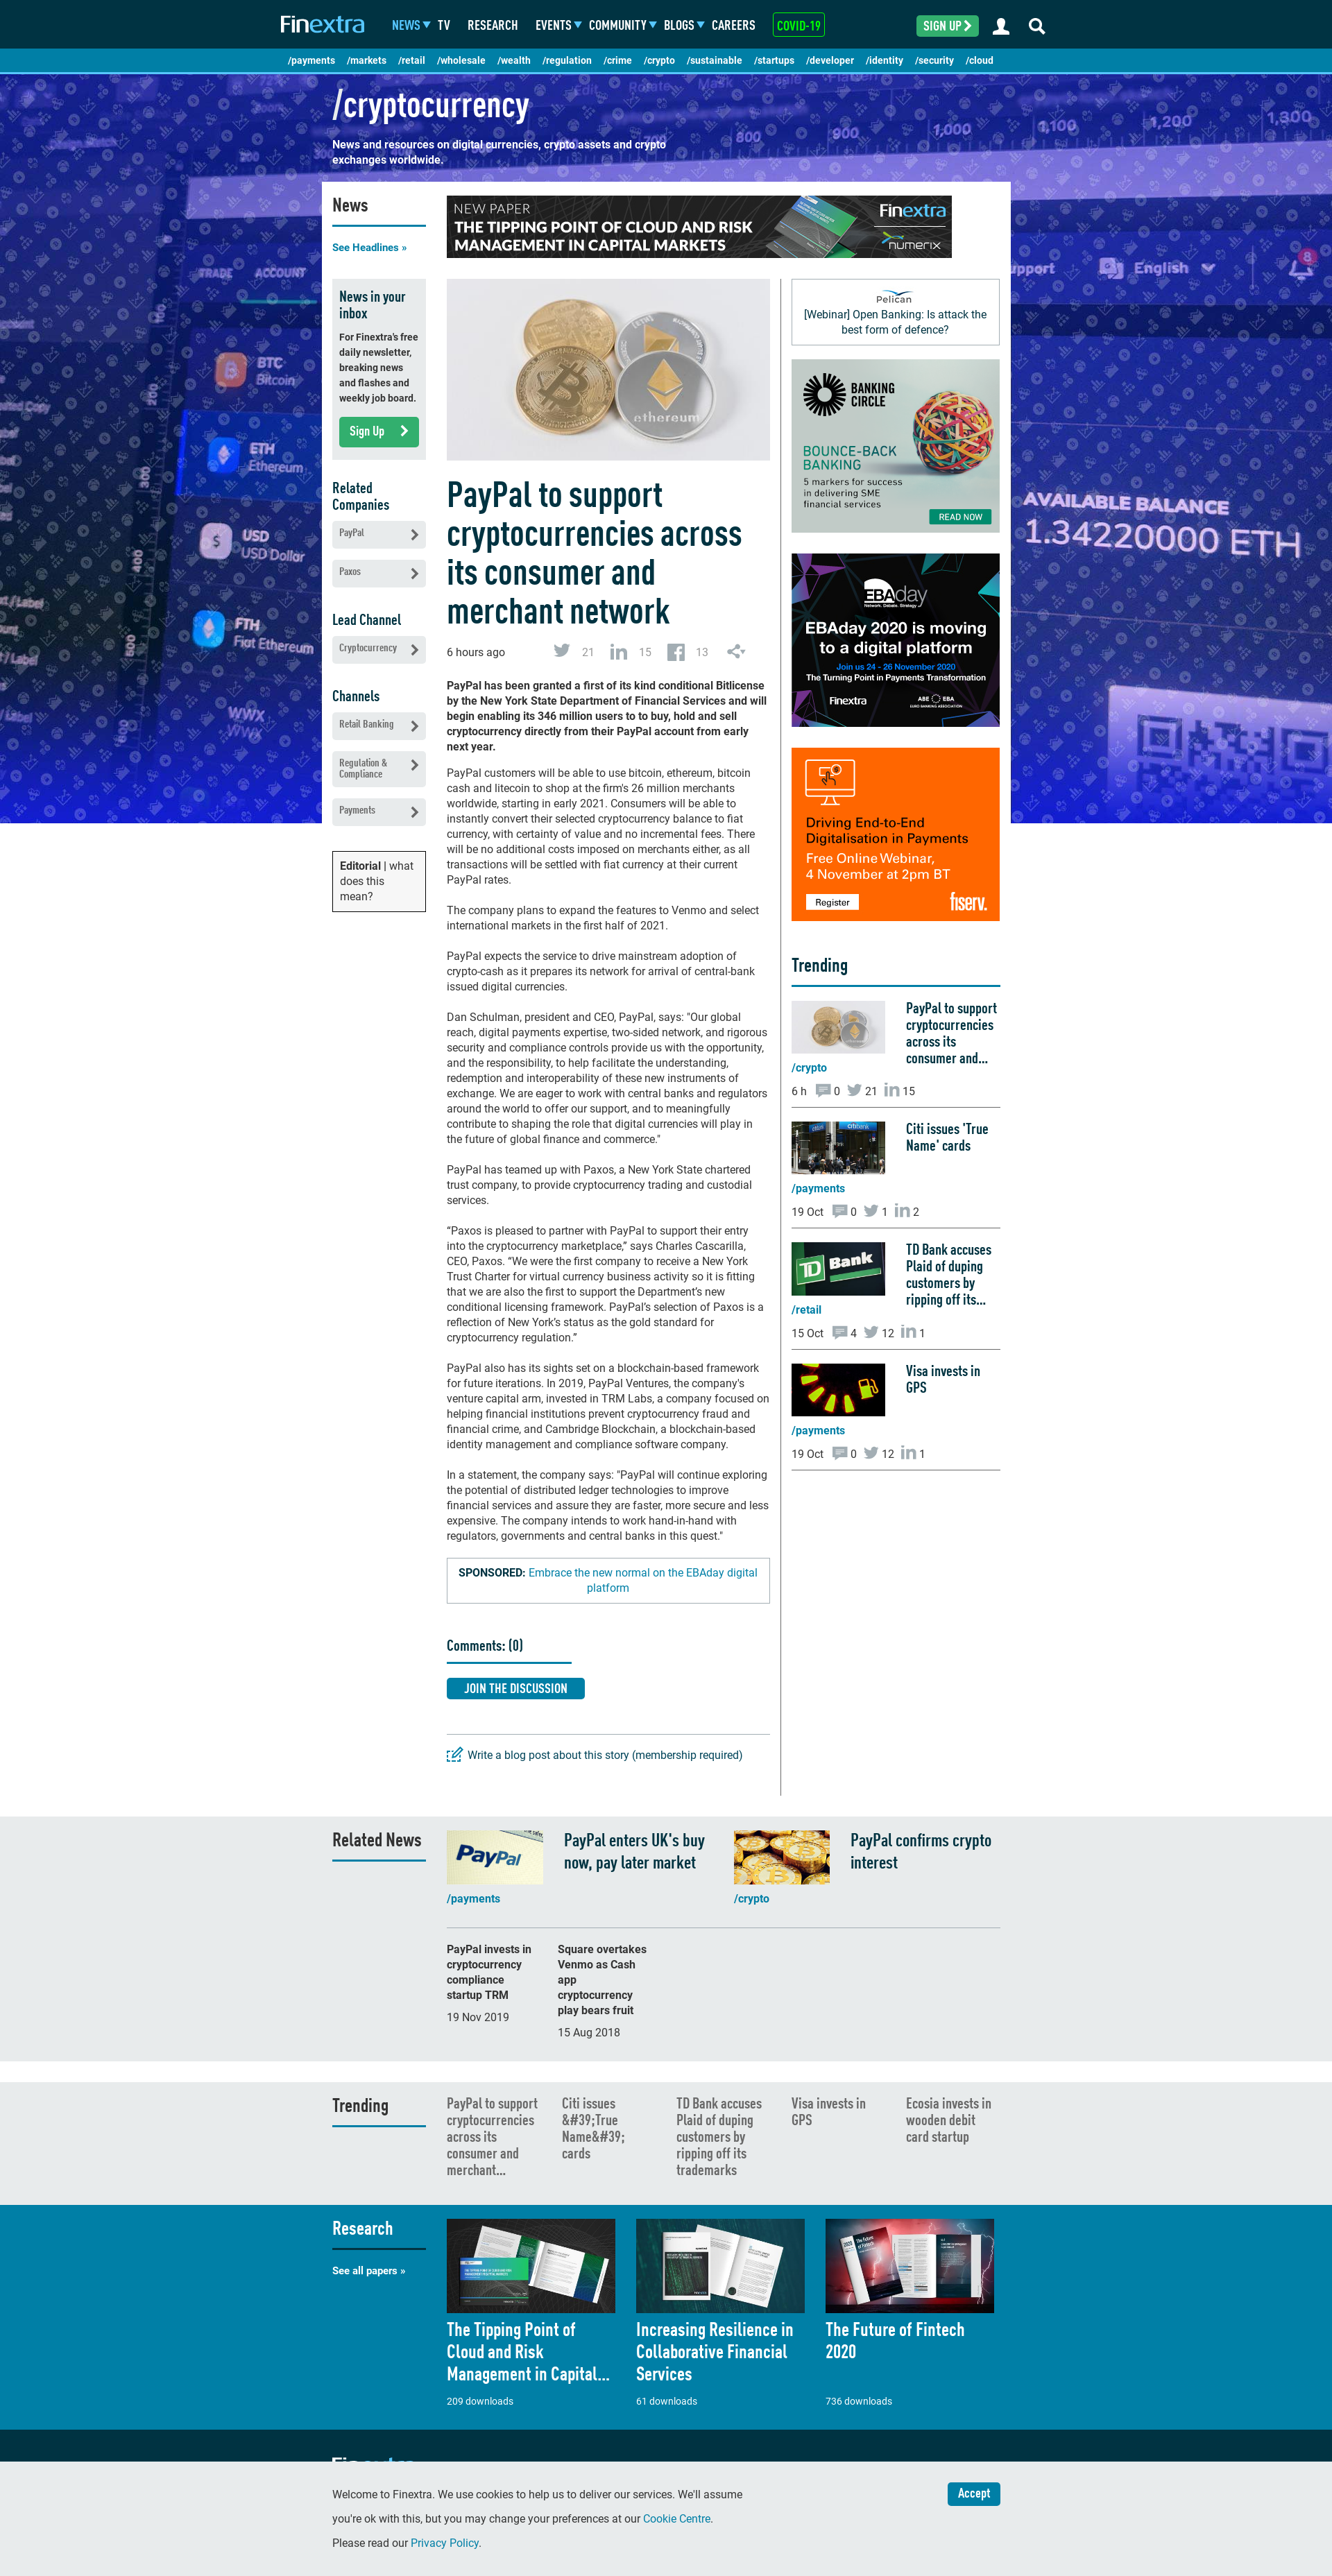 Finextra
NEWS TV RESEARCH EVENTS COMMUNITY BLOGS CAREERS COVID-19 SIGN UP
/payments /markets /retail /wholesale /wealth /regulation /crime /crypto /sustainable /startups /developer /identity /security /cloud
/cryptocurrency
News and resources on digital currencies, crypto assets and crypto
exchanges worldwide.
700 800 900 1,000 1,100 1,200 1,300
TRADE ACCOUNT
BTC
Bitcoin
ETH
Ethereum
USD
USD Dollar
FTH
Fiat Ethereum
support English 8
AVAILABLE BALANCE
1.34220000 ETH
News
See Headlines »
NEW PAPER
THE TIPPING POINT OF CLOUD AND RISK
MANAGEMENT IN CAPITAL MARKETS
Finextra
numerix
News in your
inbox
For Finextra's free
daily newsletter,
breaking news
and flashes and
weekly job board.
Sign Up
Related
Companies
PayPal
Paxos
Lead Channel
Cryptocurrency
Channels
Retail Banking
Regulation &
Compliance
Payments
Editorial | what
does this
mean?
ethereum
PayPal to support
cryptocurrencies across
its consumer and
merchant network
6 hours ago 21 15 13
PayPal has been granted a first of its kind conditional Bitlicense
by the New York State Department of Financial Services and will
begin enabling its 346 million users to to buy, hold and sell
cryptocurrency directly from their PayPal account from early
next year.
PayPal customers will be able to use bitcoin, ethereum, bitcoin
cash and litecoin to shop at the firm's 26 million merchants
worldwide, starting in early 2021. Consumers will be able to
instantly convert their selected cryptocurrency balance to fiat
currency, with certainty of value and no incremental fees. There
will be no additional costs imposed on merchants either, as all
transactions will be settled with fiat currency at their current
PayPal rates.
The company plans to expand the features to Venmo and select
international markets in the first half of 2021.
PayPal expects the service to drive mainstream adoption of
crypto-cash as it prepares its network for arrival of central-bank
issued digital currencies.
Dan Schulman, president and CEO, PayPal, says: "Our global
reach, digital payments expertise, two-sided network, and rigorous
security and compliance controls provide us with the opportunity,
and the responsibility, to help facilitate the understanding,
redemption and interoperability of these new instruments of
exchange. We are eager to work with central banks and regulators
around the world to offer our support, and to meaningfully
contribute to shaping the role that digital currencies will play in
the future of global finance and commerce."
PayPal has teamed up with Paxos, a New York State chartered
trust company, to provide cryptocurrency trading and custodial
services.
“Paxos is pleased to partner with PayPal to support their entry
into the cryptocurrency marketplace,” says Charles Cascarilla,
CEO, Paxos. “We were the first company to receive a New York
Trust Charter for virtual currency business activity so it is fitting
that we are also the first to support the Department’s new
conditional licensing framework. PayPal’s selection of Paxos is a
reflection of New York’s status as the gold standard for
cryptocurrency regulation.”
PayPal also has its sights set on a blockchain-based framework
for future iterations. In 2019, PayPal Ventures, the company's
venture capital arm, invested in TRM Labs, a company focused on
helping financial institutions prevent cryptocurrency fraud and
financial crime, and Cambridge Blockchain, a blockchain-based
identity management and compliance software company.
In a statement, the company says: "PayPal will continue exploring
the potential of distributed ledger technologies to improve
financial services and assure they are faster, more secure and less
expensive. The company intends to work hand-in-hand with
regulators, governments and central banks in this quest."
SPONSORED: Embrace the new normal on the EBAday digital
platform
Comments: (0)
JOIN THE DISCUSSION
Write a blog post about this story (membership required)
Pelican
[Webinar] Open Banking: Is attack the
best form of defence?
BANKING
CIRCLE
BOUNCE-BACK
BANKING
5 markers for success
in delivering SME
financial services
READ NOW
EBAday
Network. Debate. Strategy.
EBAday 2020 is moving
to a digital platform
Join us 24 - 26 November 2020
The Turning Point in Payments Transformation
Finextra
ABE EBA
EURO BANKING ASSOCIATION
Driving End-to-End
Digitalisation in Payments
Free Online Webinar,
4 November at 2pm BT
Register
fiserv.
Trending
PayPal to support
cryptocurrencies
across its
consumer and...
/crypto
6 h 0 21 15
citibank
Citi issues 'True
Name' cards
/payments
19 Oct 0 1 2
TD Bank
TD Bank accuses
Plaid of duping
customers by
ripping off its...
/retail
15 Oct 4 12 1
Visa invests in
GPS
/payments
19 Oct 0 12 1
Related News
PayPal
PayPal enters UK's buy
now, pay later market
/payments
PayPal confirms crypto
interest
/crypto
PayPal invests in
cryptocurrency
compliance
startup TRM
19 Nov 2019
Square overtakes
Venmo as Cash
app
cryptocurrency
play bears fruit
15 Aug 2018
Trending
PayPal to support
cryptocurrencies
across its
consumer and
merchant...
Citi issues
&#39;True
Name&#39;
cards
TD Bank accuses
Plaid of duping
customers by
ripping off its
trademarks
Visa invests in
GPS
Ecosia invests in
wooden debit
card startup
Research
See all papers »
The Tipping Point of
Cloud and Risk
Management in Capital...
209 downloads
Increasing Resilience in
Collaborative Financial
Services
61 downloads
The Future of Fintech
2020
736 downloads
Welcome to Finextra. We use cookies to help us to deliver our services. We'll assume
you're ok with this, but you may change your preferences at our Cookie Centre.
Please read our Privacy Policy.
Accept